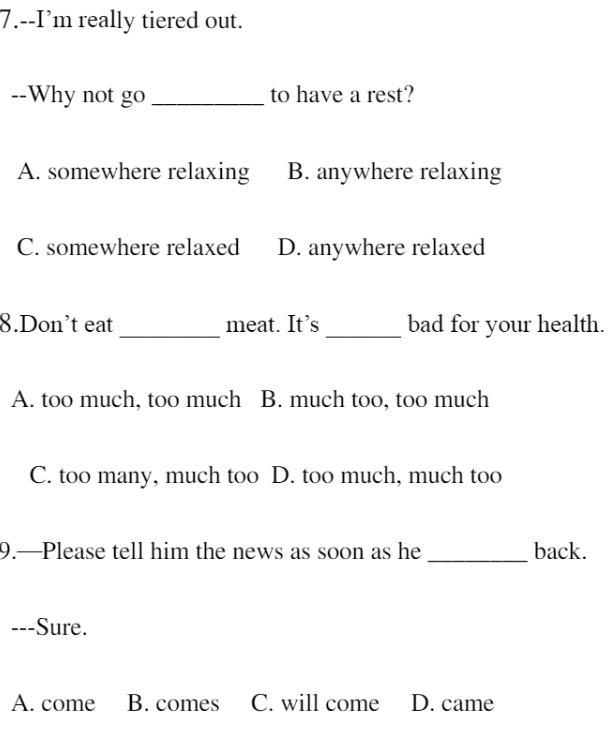 7.--I’m really tiered out.
--Why not go _________ to have a rest?
A. somewhere relaxing B. anywhere relaxing
C. somewhere relaxed D. anywhere relaxed
8.Don’t eat ________ meat. It’s ______ bad for your health.
A. too much, too much B. much too, too much
C. too many, much too D. too much, much too
9.—Please tell him the news as soon as he ________ back.
---Sure.
A. come B. comes C. will come D. came